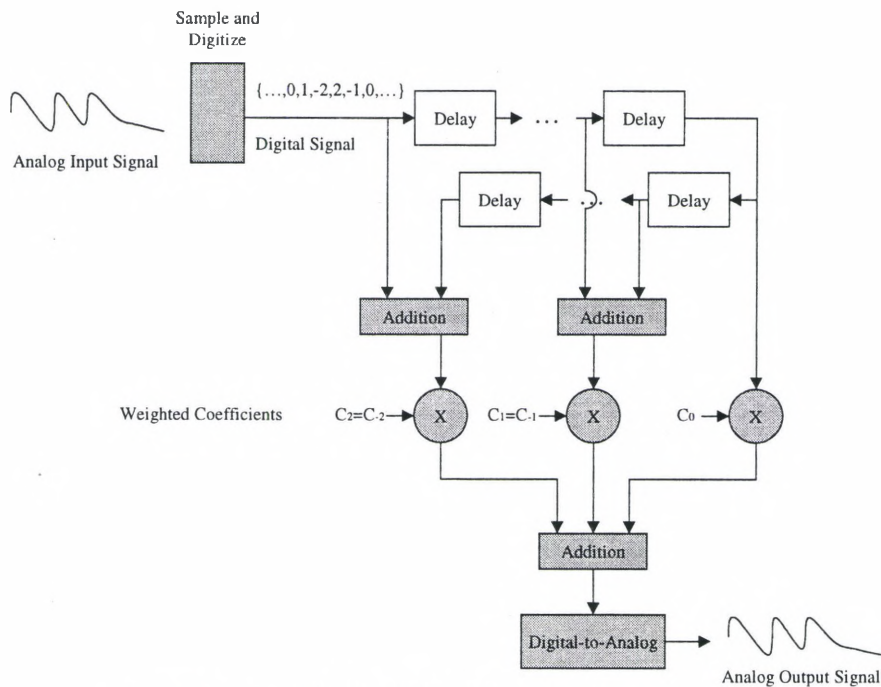 Sample and
Digitize
{...,0,1,-2,2,-1,0,...}
Delay
...
Delay
Digital Signal
Analog Input Signal
Delay
...
Delay
Addition
Addition
Weighted Coefficients
C2=C-2
X
C1=C-1
X
C0
X
Addition
Digital-to-Analog
Analog Output Signal